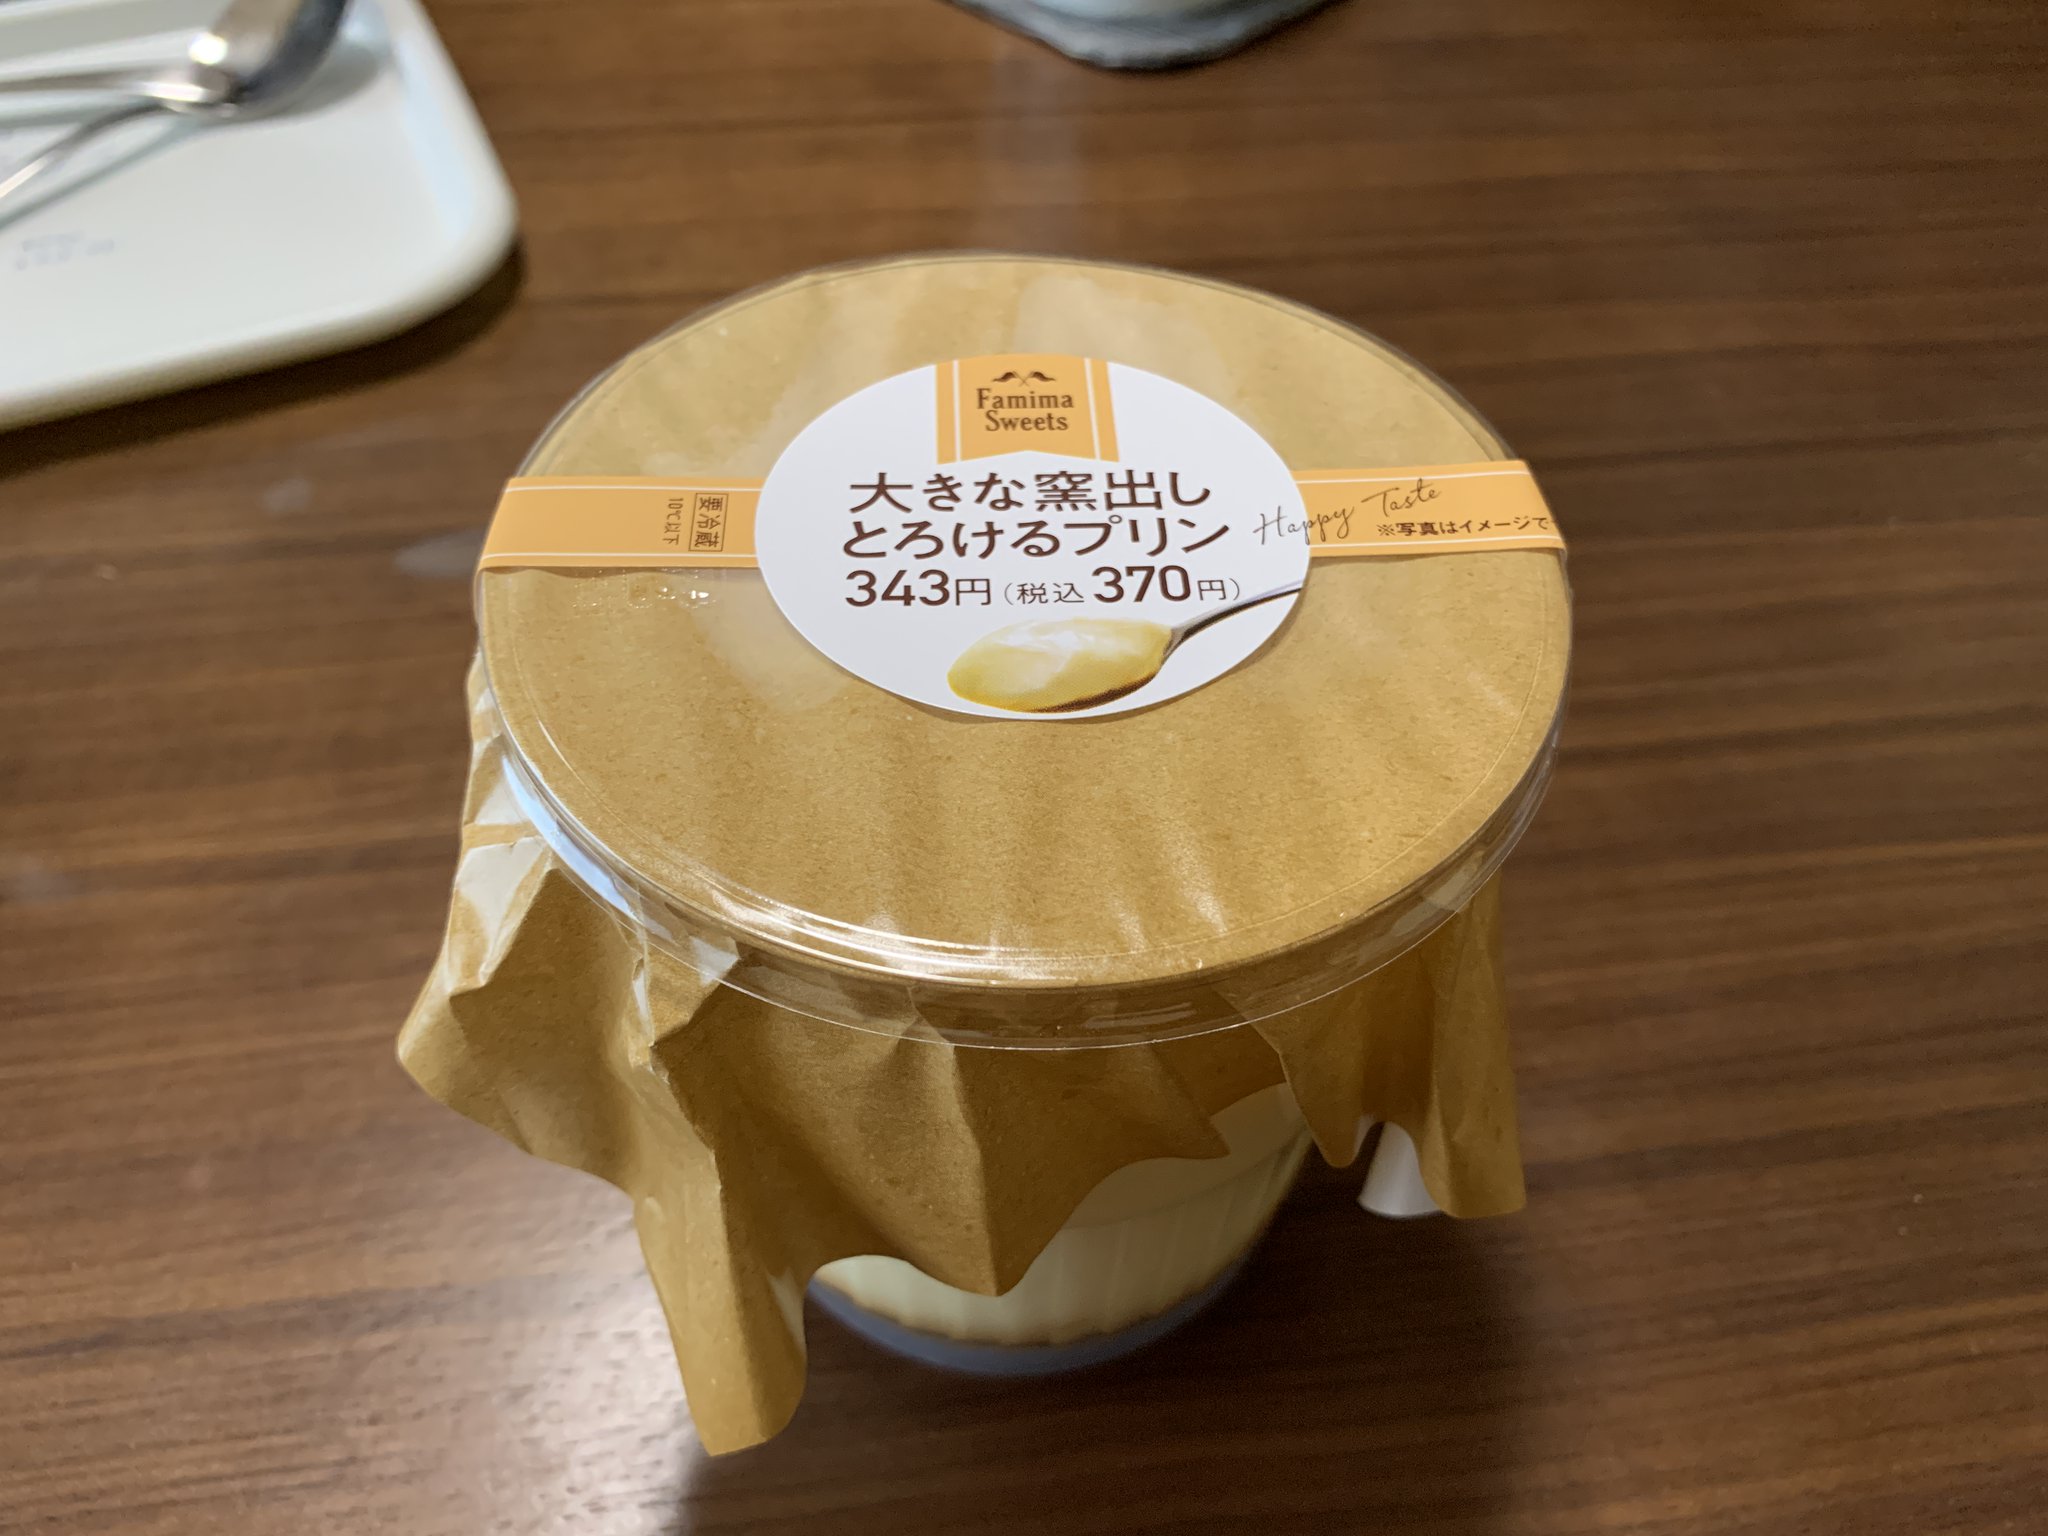 Famima
Sweets
大きな窯出し
とろけるプリン
343円(税込370円)
要冷蔵
10℃以下
Happy Taste
※写真はイメージで